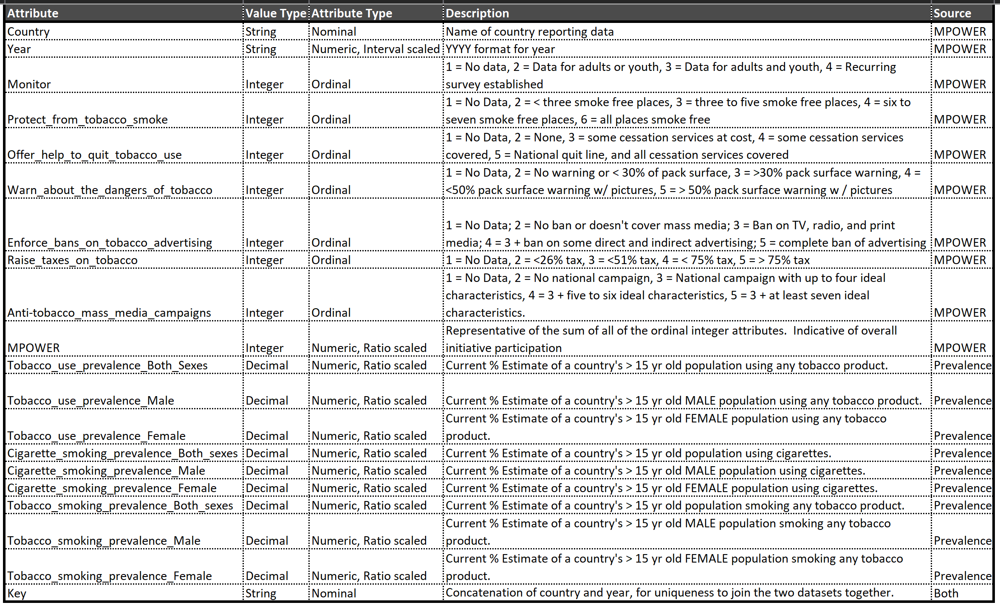 Attribute Value Type Attribute Type Description Source
Country String Nominal Name of country reporting data MPOWER
Year String Numeric, Interval scaled YYYY format for year MPOWER
1 = No data, 2 = Data for adults or youth, 3 = Data for adults and youth, 4 = Recurring
Monitor Integer Ordinal survey established MPOWER
1 = No Data, 2 = < three smoke free places, 3 = three to five smoke free places, 4 = six to
Protect_from_tobacco_smoke Integer Ordinal seven smoke free places, 6 = all places smoke free MPOWER
1 = No Data, 2 = None, 3 = some cessation services at cost, 4 = some cessation services
Offer_help_to_quit_tobacco_use Integer Ordinal covered, 5 = National quit line, and all cessation services covered MPOWER
1 = No Data, 2 = No warning or < 30% of pack surface, 3 = >30% pack surface warning, 4 =
Warn_about_the_dangers_of_tobacco Integer Ordinal <50% pack surface warning w/ pictures, 5 = > 50% pack surface warning w / pictures MPOWER
1 = No Data; 2 = No ban or doesn't cover mass media; 3 = Ban on TV, radio, and print
Enforce_bans_on_tobacco_advertising Integer Ordinal media; 4 = 3 + ban on some direct and indirect advertising; 5 = complete ban of advertising MPOWER
Raise_taxes_on_tobacco Integer Ordinal 1 = No Data, 2 = <26% tax, 3 = <51% tax, 4 = < 75% tax, 5 = > 75% tax MPOWER
1 = No Data, 2 = No national campaign, 3 = National campaign with up to four ideal
characteristics, 4 = 3 + five to six ideal characteristics, 5 = 3 + at least seven ideal
Anti-tobacco_mass_media_campaigns Integer Ordinal characteristics. MPOWER
Representative of the sum of all of the ordinal integer attributes.  Indicative of overall
MPOWER Integer Numeric, Ratio scaled initiative participation MPOWER
Tobacco_use_prevalence_Both_Sexes Decimal Numeric, Ratio scaled Current % Estimate of a country's > 15 yr old population using any tobacco product. Prevalence
Tobacco_use_prevalence_Male Decimal Numeric, Ratio scaled Current % Estimate of a country's > 15 yr old MALE population using any tobacco product. Prevalence
Current % Estimate of a country's > 15 yr old FEMALE population using any tobacco
Tobacco_use_prevalence_Female Decimal Numeric, Ratio scaled product. Prevalence
Cigarette_smoking_prevalence_Both_sexes Decimal Numeric, Ratio scaled Current % Estimate of a country's > 15 yr old population using cigarettes. Prevalence
Cigarette_smoking_prevalence_Male Decimal Numeric, Ratio scaled Current % Estimate of a country's > 15 yr old MALE population using cigarettes. Prevalence
Cigarette_smoking_prevalence_Female Decimal Numeric, Ratio scaled Current % Estimate of a country's > 15 yr old FEMALE population using cigarettes. Prevalence
Tobacco_smoking_prevalence_Both_sexes Decimal Numeric, Ratio scaled Current % Estimate of a country's > 15 yr old population smoking any tobacco product. Prevalence
Current % Estimate of a country's > 15 yr old MALE population smoking any tobacco
Tobacco_smoking_prevalence_Male Decimal Numeric, Ratio scaled product. Prevalence
Current % Estimate of a country's > 15 yr old FEMALE population smoking any tobacco
Tobacco_smoking_prevalence_Female Decimal Numeric, Ratio scaled product. Prevalence
Key String Nominal Concatenation of country and year, for uniqueness to join the two datasets together. Both